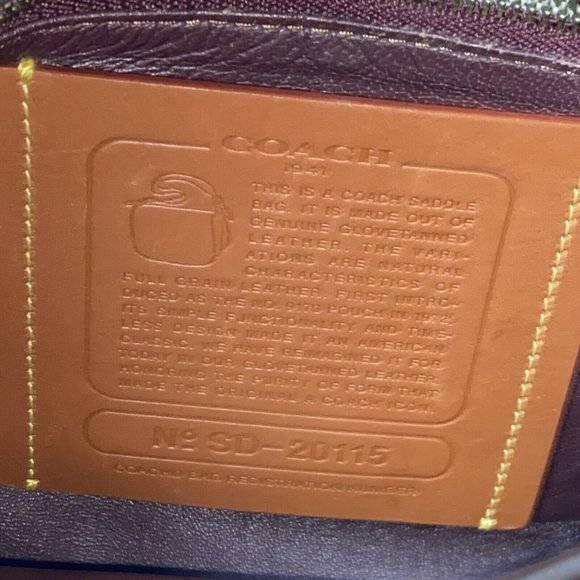 COACH
1941
THIS IS A COACH SADDLE
BAG. IT IS MADE OUT OF
GENUINE GLOVETANNED
LEATHER. THE VARI-
ATIONS ARE NATURAL
CHARACTERISTICS OF
FULL GRAIN LEATHER. FIRST INTRO-
DUCED AS THE NO. MITD POUCH IN 1972,
ITS SIMPLE FUNCTIONALITY AND TIME-
LESS DESIGN MADE IT AN AMERICAN
CLASSIC. WE HAVE REIMAGINED IT FOR
TODAY IN OUR GLOVETANNED LEATHER,
HONORING THE PURITY OF FORM THAT
MADE THE ORIGINAL A COACH ICON.
Nº SD-20115
COACH BAG REGISTRATION NUMBER